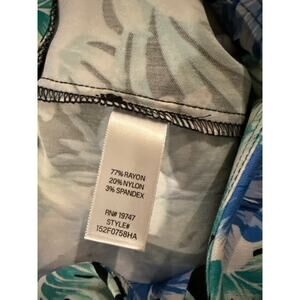 77% RAYON
20% NYLON
3% SPANDEX
RN# 19747
STYLE#
152F0758HA